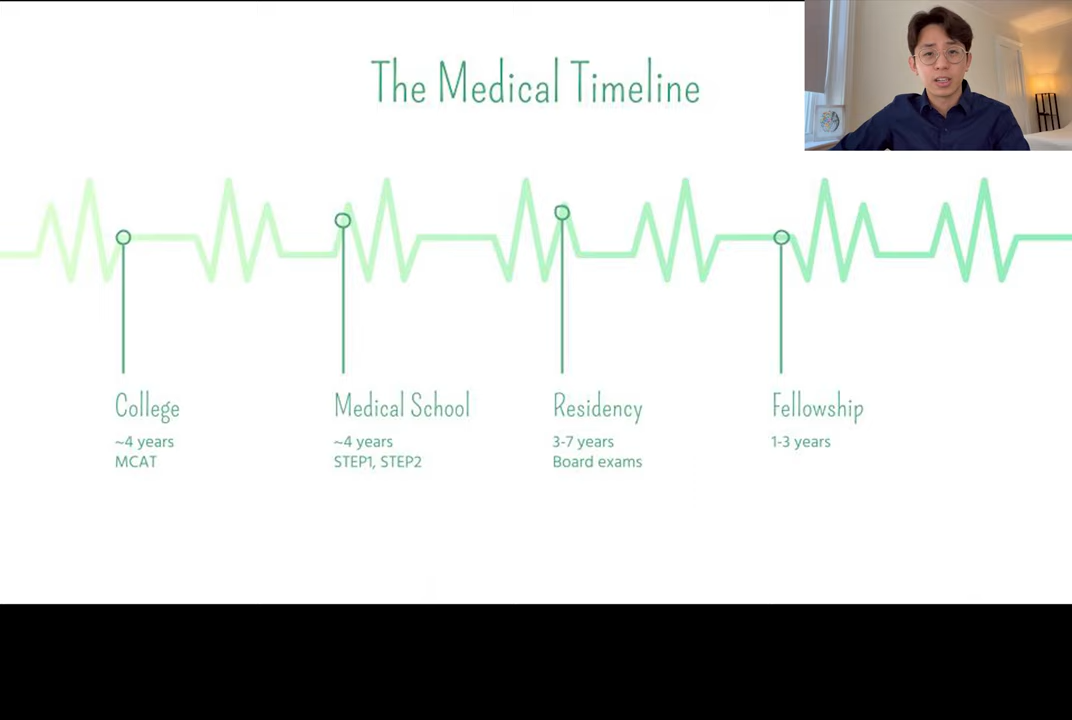 The Medical Timeline
College
~4 years
MCAT
Medical School
~4 years
STEP1, STEP2
Residency
3-7 years
Board exams
Fellowship
1-3 years